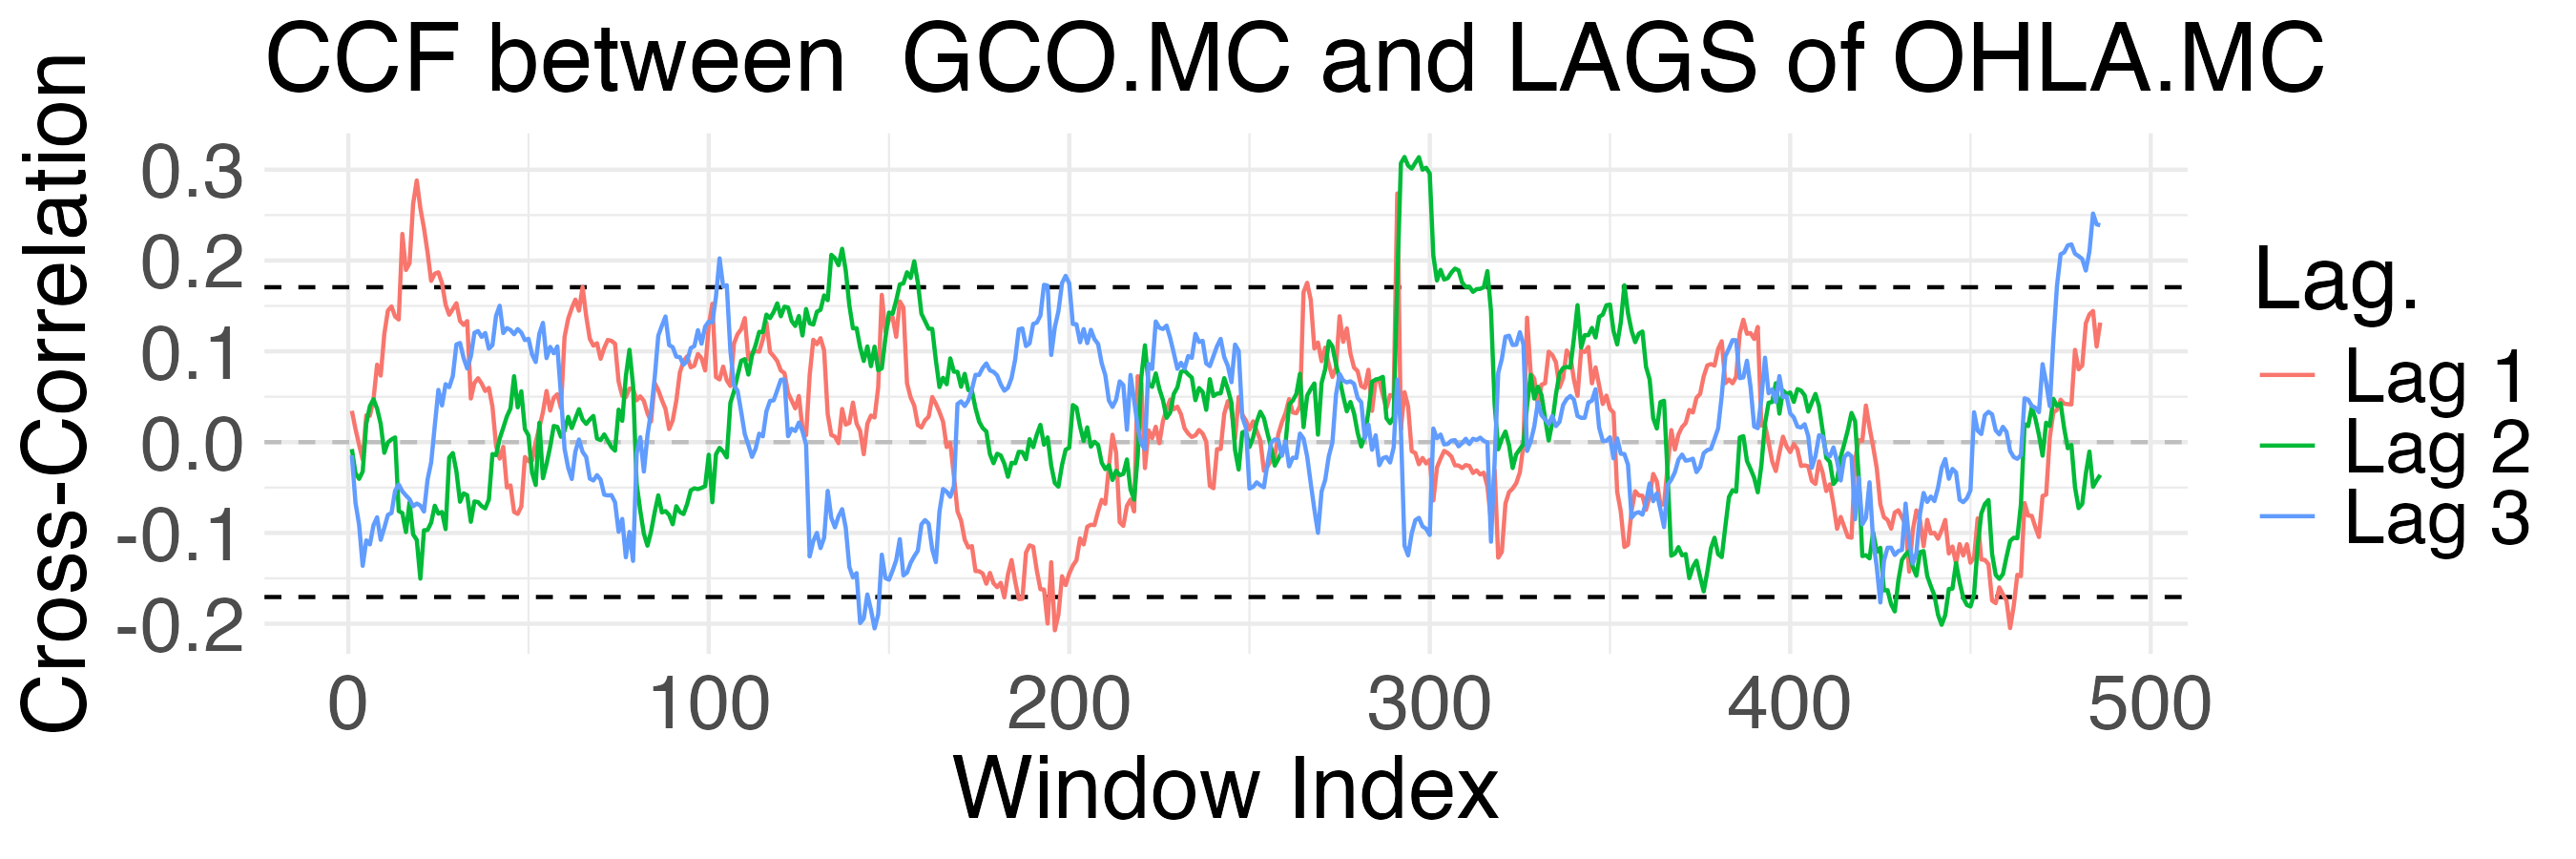 CCF between  GCO.MC and LAGS of OHLA.MC
Cross-Correlation
0.3
0.2
0.1
0.0
-0.1
-0.2
0 100 200 300 400 500
Window Index
Lag.
Lag 1
Lag 2
Lag 3